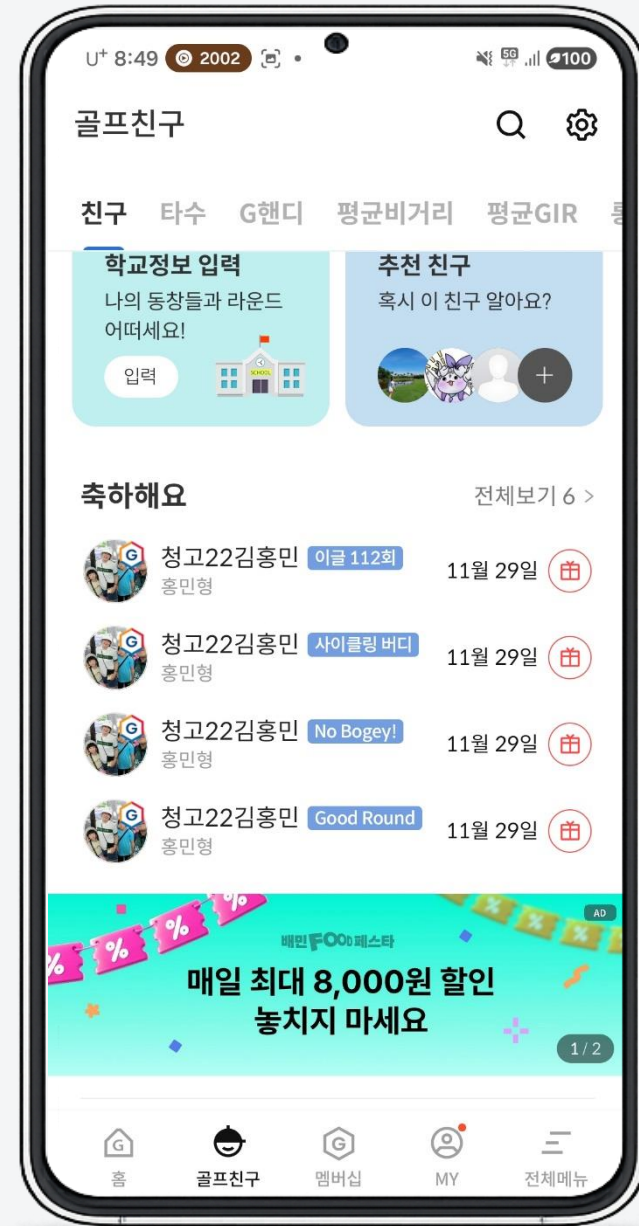 U+ 8:49 2002 5G 100
골프친구
친구 타수 G핸디 평균비거리 평균GIR
학교정보 입력
나의 동창들과 라운드
어떠세요!
입력
SCHOOL
추천 친구
혹시 이 친구 알아요?
축하해요 전체보기 6 >
청고22김홍민 이글 112회
홍민형
11월 29일
청고22김홍민 사이클링 버디
홍민형
11월 29일
청고22김홍민 No Bogey!
홍민형
11월 29일
청고22김홍민 Good Round
홍민형
11월 29일
AD
배민 FOOD 페스타
매일 최대 8,000원 할인
놓치지 마세요
1/2
홈 골프친구 멤버십 MY 전체메뉴